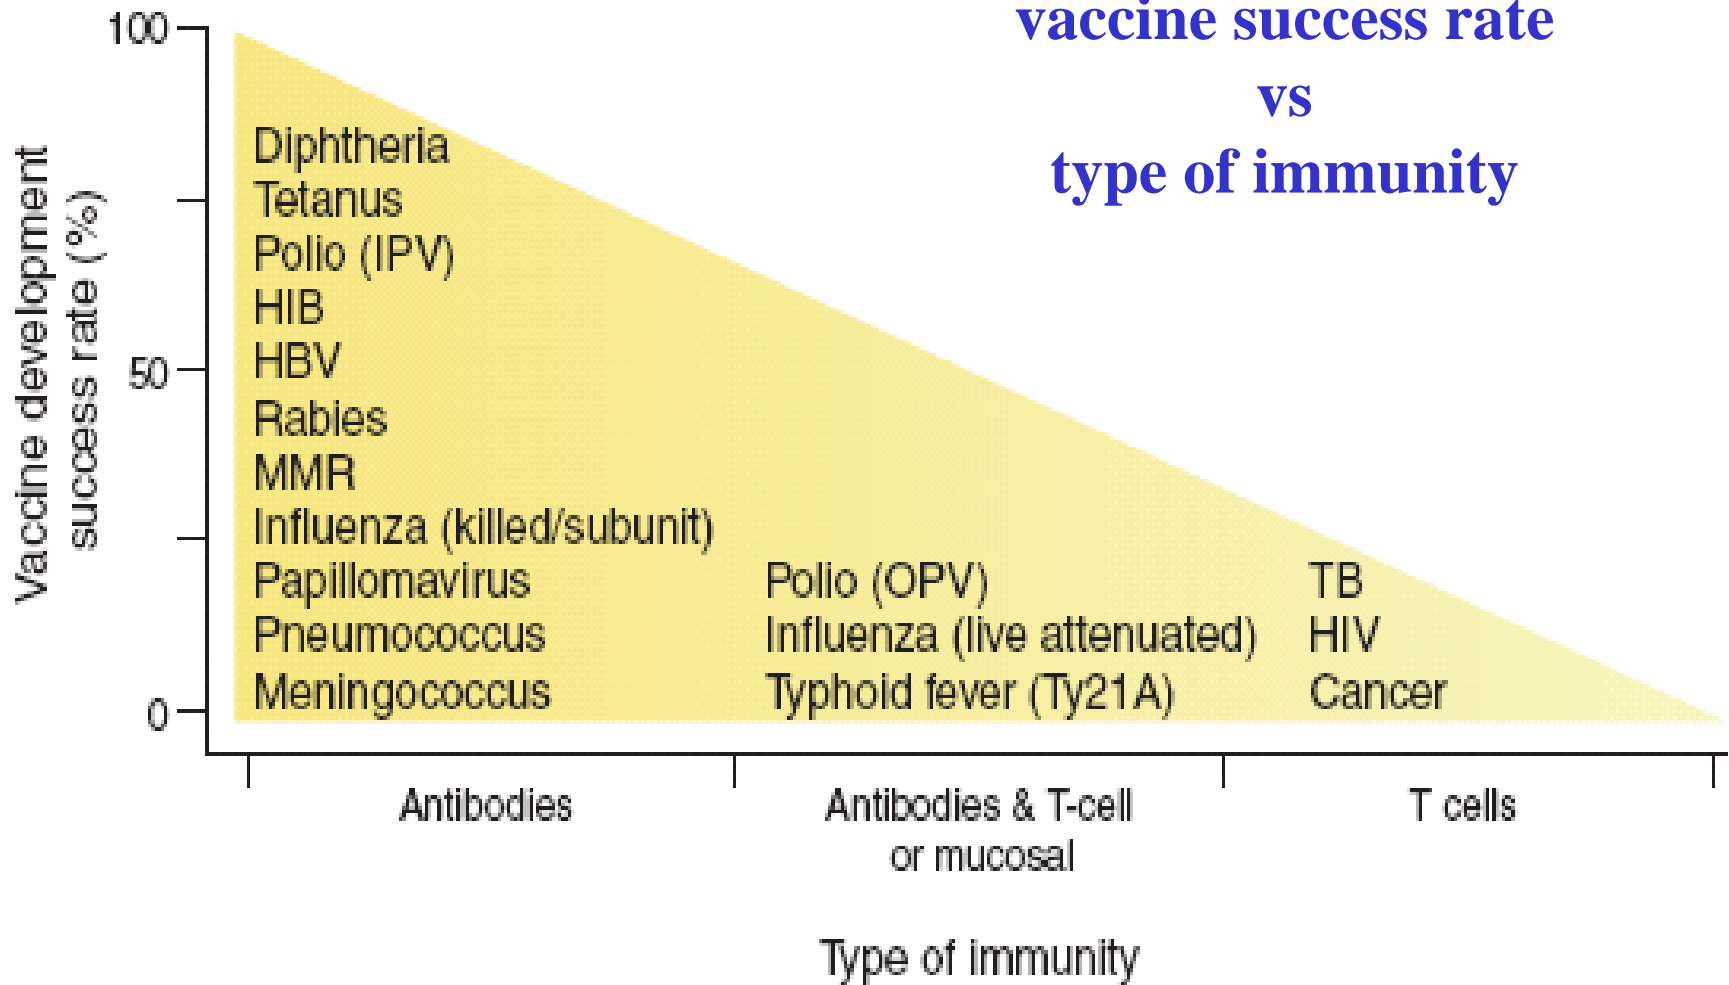 vaccine success rate
vs
type of immunity
Vaccine development
success rate (%)
100
50
0
Diphtheria
Tetanus
Polio (IPV)
HIB
HBV
Rabies
MMR
Influenza (killed/subunit)
Papillomavirus
Pneumococcus
Meningococcus
Polio (OPV)
Influenza (live attenuated)
Typhoid fever (Ty21A)
TB
HIV
Cancer
Antibodies
Antibodies & T-cell
or mucosal
T cells
Type of immunity